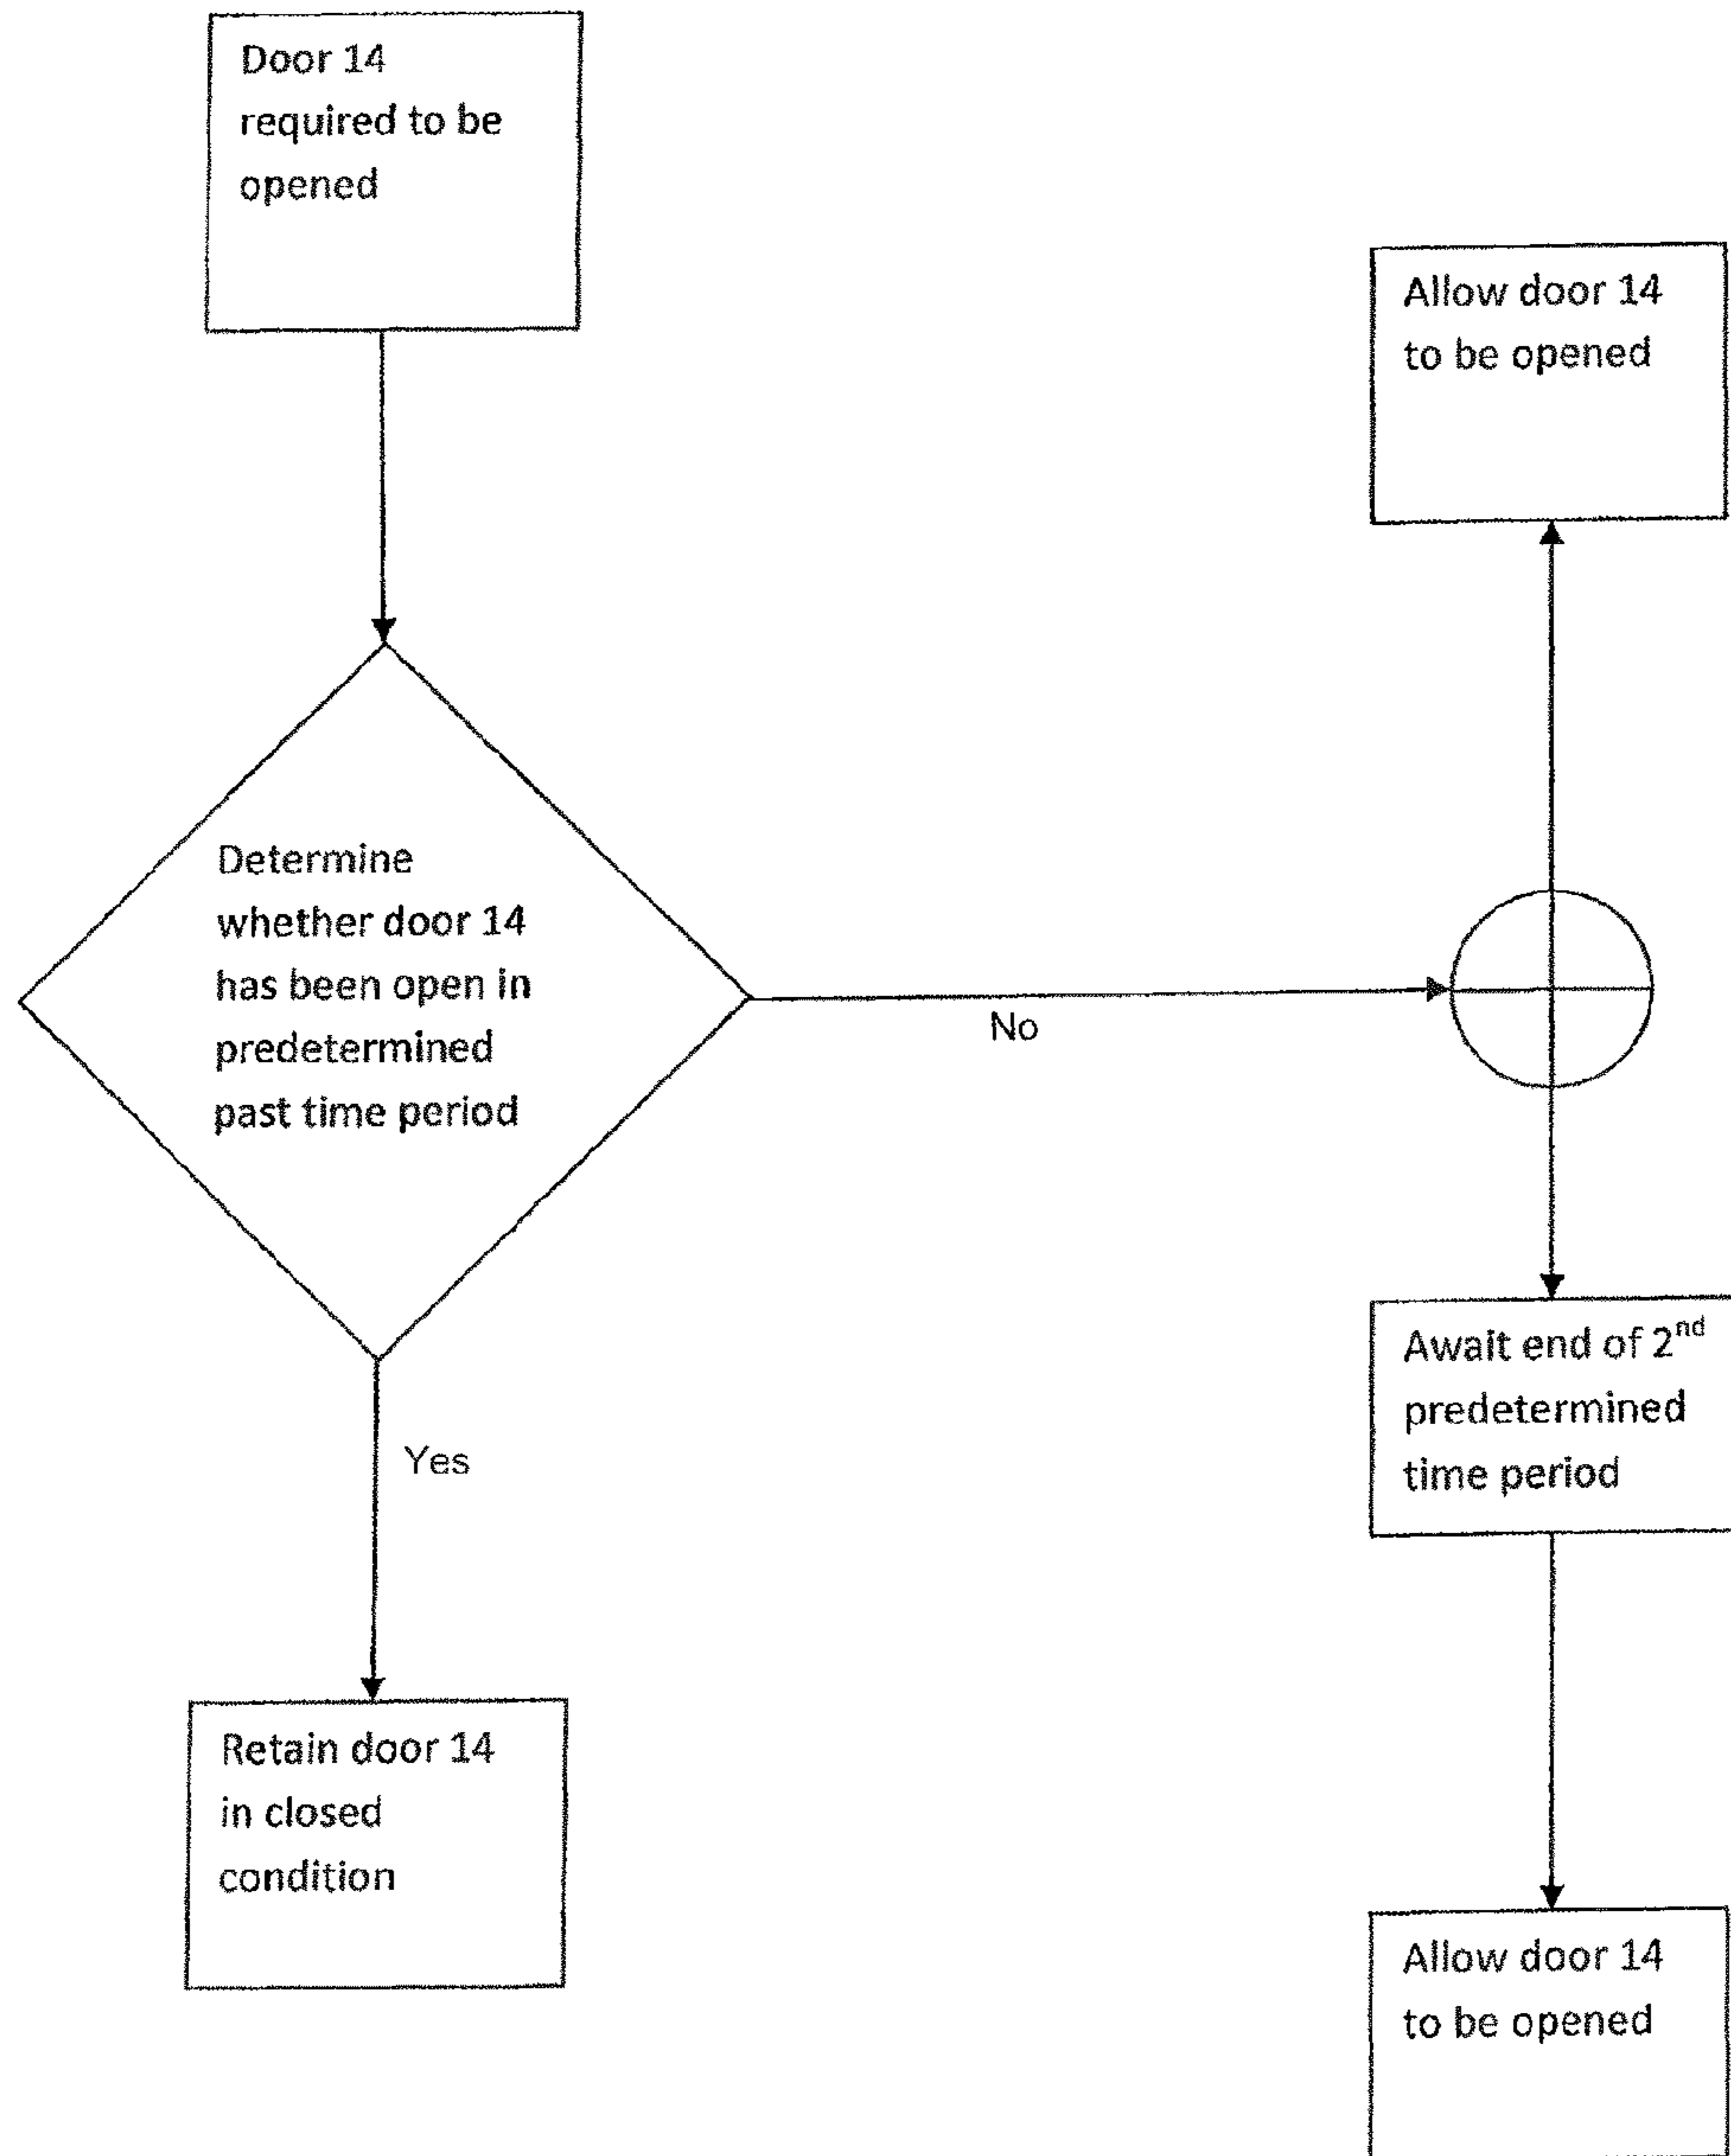 Door 14
required to be
opened
Determine
whether door 14
has been open in
predetermined
past time period
No
Yes
Retain door 14
in closed
condition
Allow door 14
to be opened
Await end of 2nd
predetermined
time period
Allow door 14
to be opened